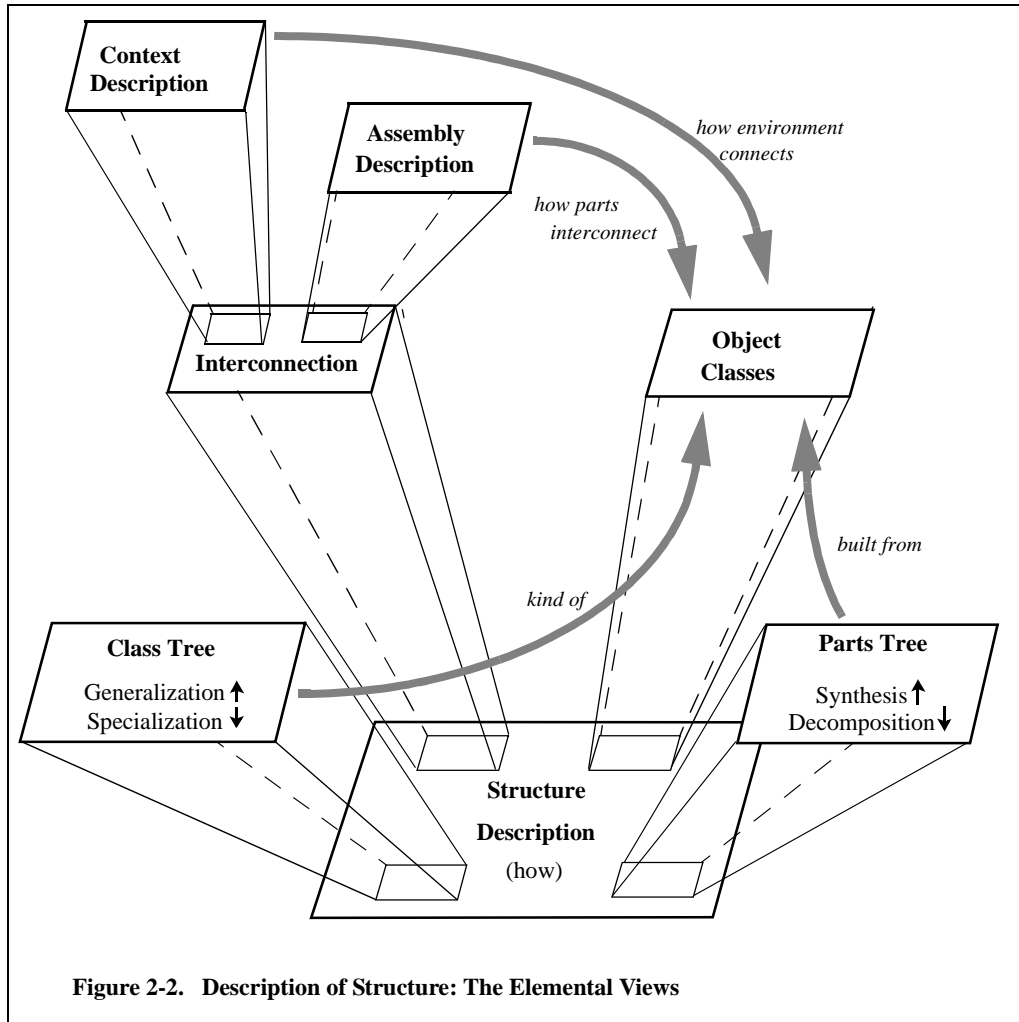 Context
Description
Assembly
Description
how environment
connects
how parts
interconnect
Interconnection
Object
Classes
built from
kind of
Class Tree
Generalization ↑
Specialization ↓
Parts Tree
Synthesis ↑
Decomposition ↓
Structure
Description
(how)
Figure 2-2. Description of Structure: The Elemental Views